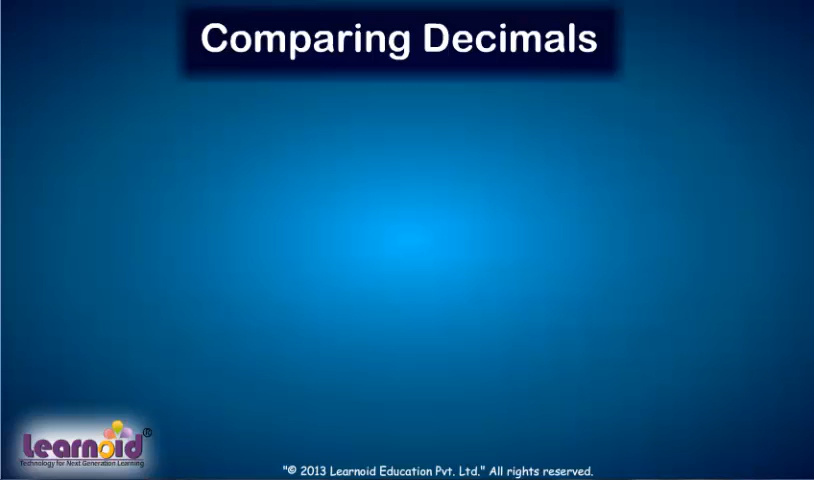 Comparing Decimals
Learnoid®
Technology for Next Generation Learning
"© 2013 Learnoid Education Pvt. Ltd." All rights reserved.